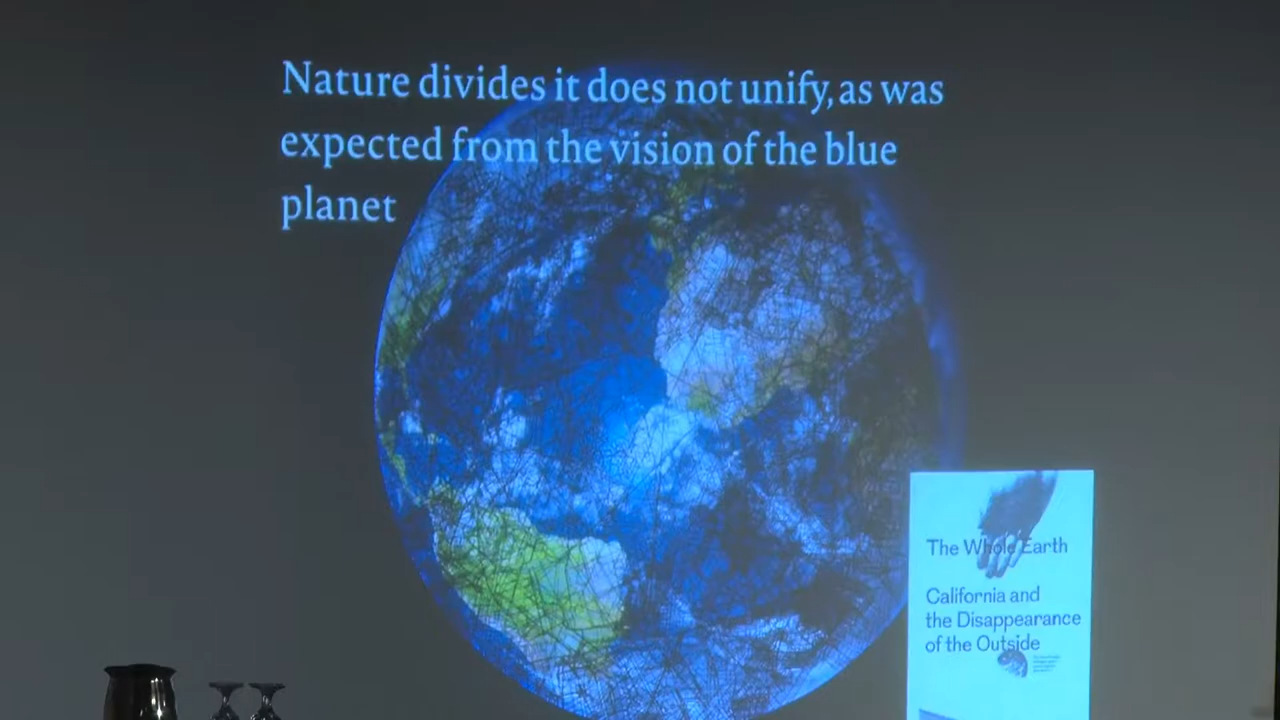 Nature divides it does not unify, as was
expected from the vision of the blue
planet
The Whole Earth
California and
the Disappearance
of the Outside